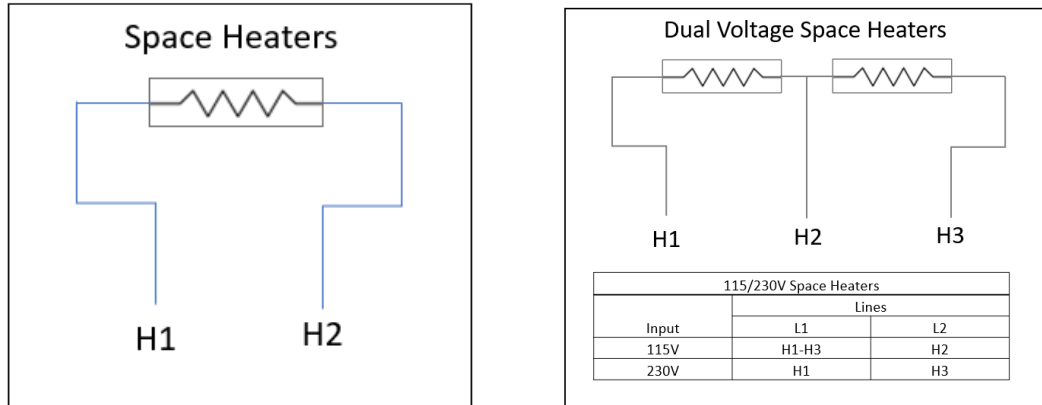 Space Heaters
H1
H2
Dual Voltage Space Heaters
H1
H2
H3
115/230V Space Heaters
Lines
Input L1 L2
115V H1-H3 H2
230V H1 H3